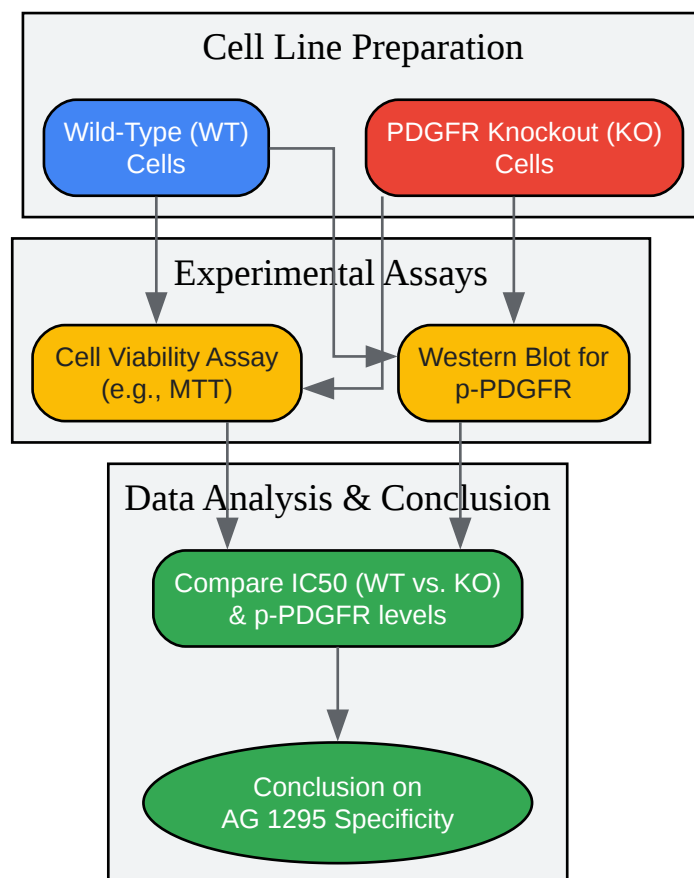 Cell Line Preparation
Wild-Type (WT)
Cells
PDGFR Knockout (KO)
Cells
Experimental Assays
Cell Viability Assay
(e.g., MTT)
Western Blot for
p-PDGFR
Data Analysis & Conclusion
Compare IC50 (WT vs. KO)
& p-PDGFR levels
Conclusion on
AG 1295 Specificity